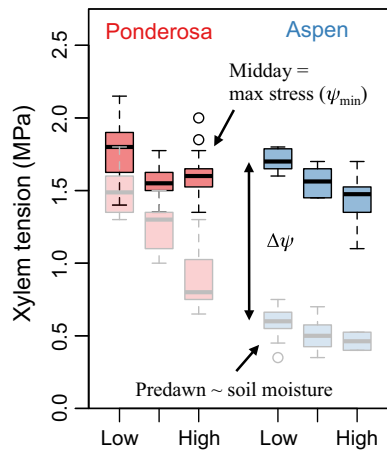 Ponderosa Aspen
Midday =
max stress (ψmin)
Δψ
Predawn ~ soil moisture
Xylem tension (MPa)
2.5
2.0
1.5
1.0
0.5
0.0
Low High Low High